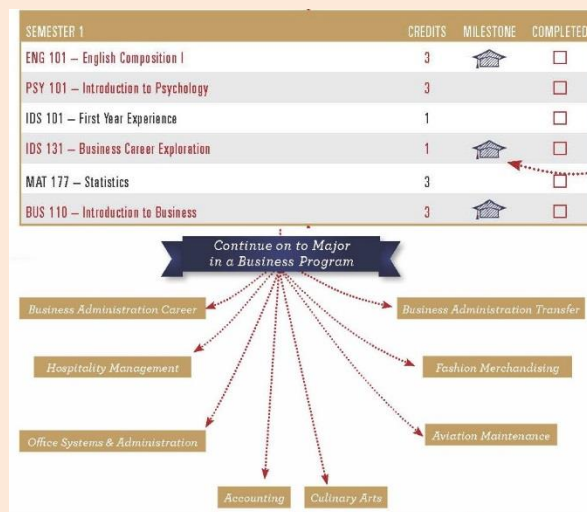 SEMESTER 1 CREDITS MILESTONE COMPLETED
ENG 101 – English Composition I 3
PSY 101 – Introduction to Psychology 3
IDS 101 – First Year Experience 1
IDS 131 – Business Career Exploration 1
MAT 177 – Statistics 3
BUS 110 – Introduction to Business 3
Continue on to Major
in a Business Program
Business Administration Career
Business Administration Transfer
Hospitality Management
Fashion Merchandising
Office Systems & Administration
Aviation Maintenance
Accounting
Culinary Arts